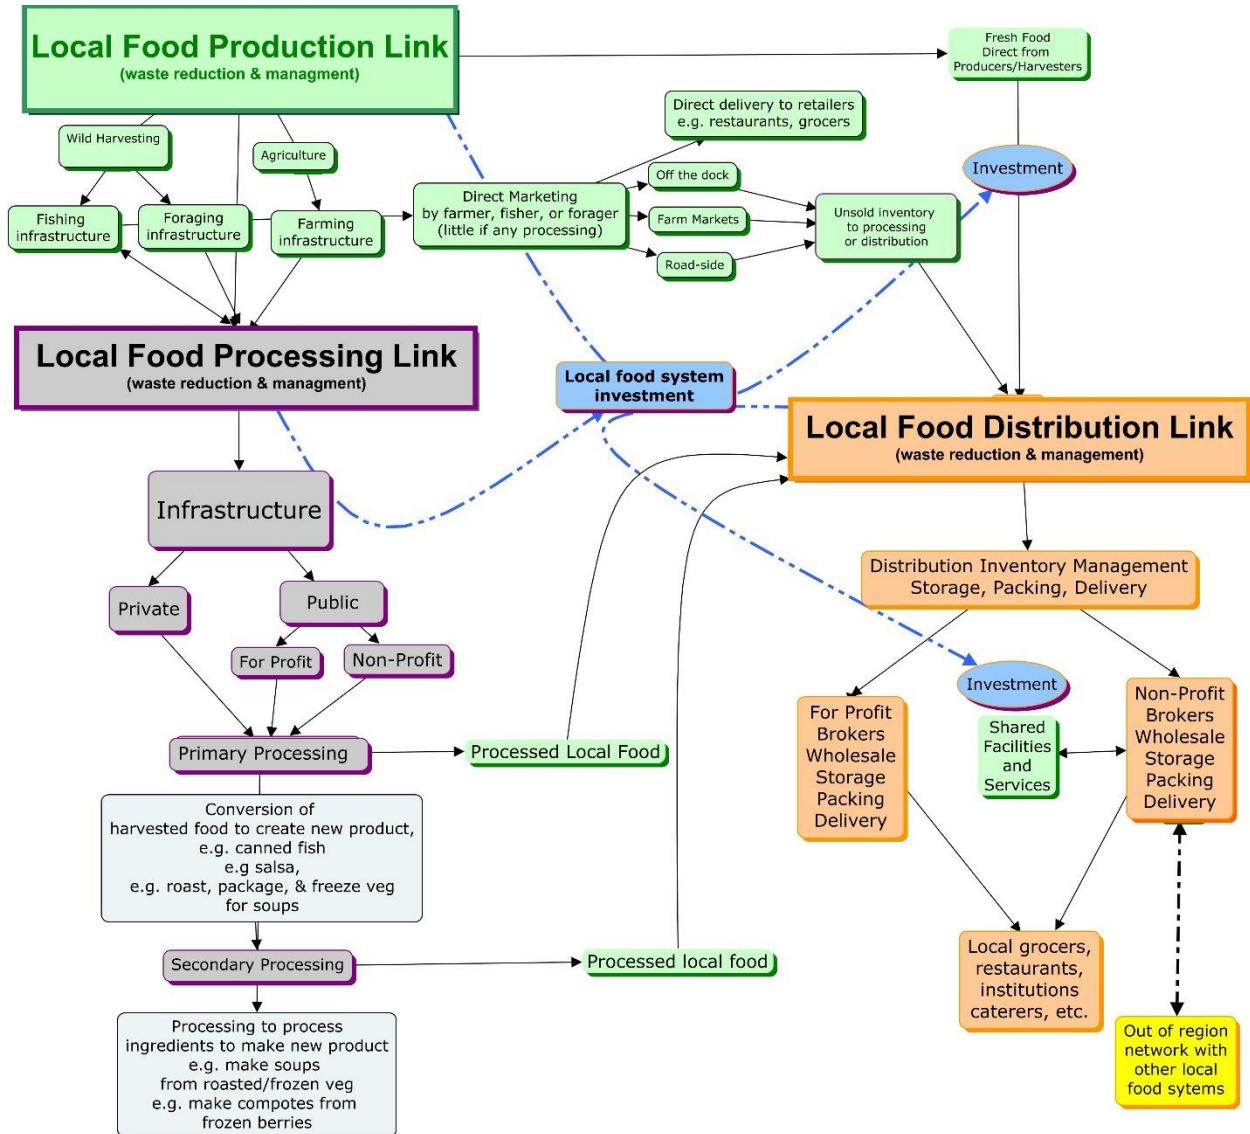 Local Food Production Link
(waste reduction & managment)
Fresh Food
Direct from
Producers/Harvesters
Wild Harvesting
Agriculture
Direct delivery to retailers
e.g. restaurants, grocers
Investment
Fishing
infrastructure
Foraging
infrastructure
Farming
infrastructure
Direct Marketing
by farmer, fisher, or forager
(little if any processing)
Off the dock
Farm Markets
Road-side
Unsold inventory
to processing
or distribution
Local Food Processing Link
(waste reduction & managment)
Local food system
investment
Local Food Distribution Link
(waste reduction & management)
Infrastructure
Private
Public
For Profit
Non-Profit
Primary Processing
Processed Local Food
Conversion of
harvested food to create new product,
e.g. canned fish
e.g salsa,
e.g. roast, package, & freeze veg
for soups
Secondary Processing
Processed local food
Processing to process
ingredients to make new product
e.g. make soups
from roasted/frozen veg
e.g. make compotes from
frozen berries
Distribution Inventory Management
Storage, Packing, Delivery
Investment
For Profit
Brokers
Wholesale
Storage
Packing
Delivery
Shared
Facilities
and
Services
Non-Profit
Brokers
Wholesale
Storage
Packing
Delivery
Local grocers,
restaurants,
institutions
caterers, etc.
Out of region
network with
other local
food sytems